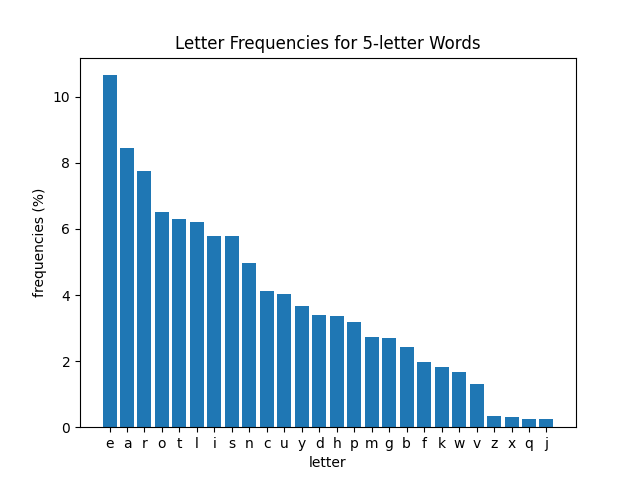 Letter Frequencies for 5-letter Words
frequencies (%)
10
8
6
4
2
0
e a r o t l i s n c u y d h p m g b f k w v z x q j
letter